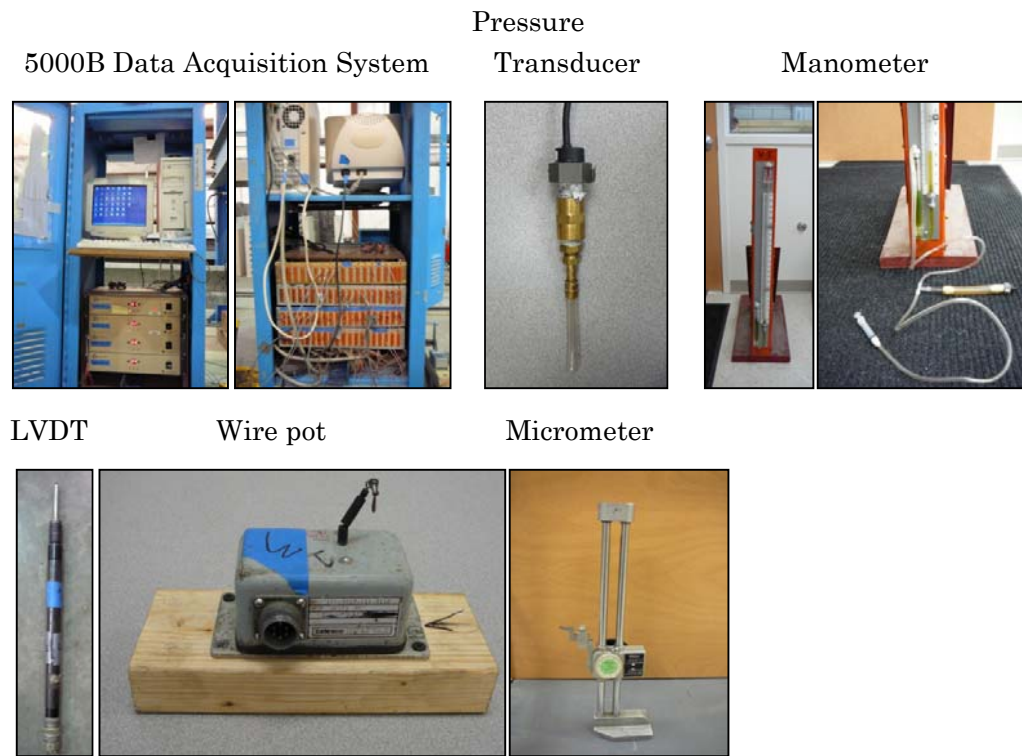 Pressure
5000B Data Acquisition System Transducer Manometer
LVDT Wire pot Micrometer